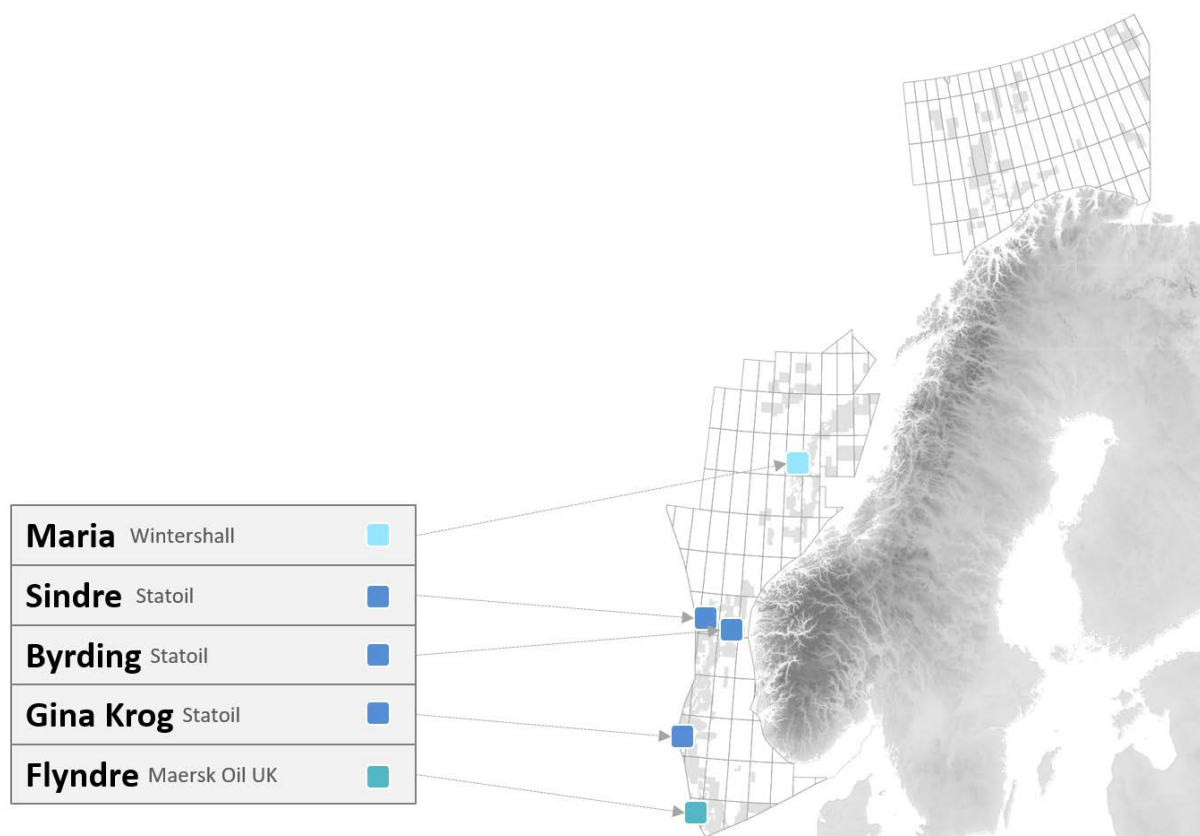 Maria Wintershall
Sindre Statoil
Byrding Statoil
Gina Krog Statoil
Flyndre Maersk Oil UK